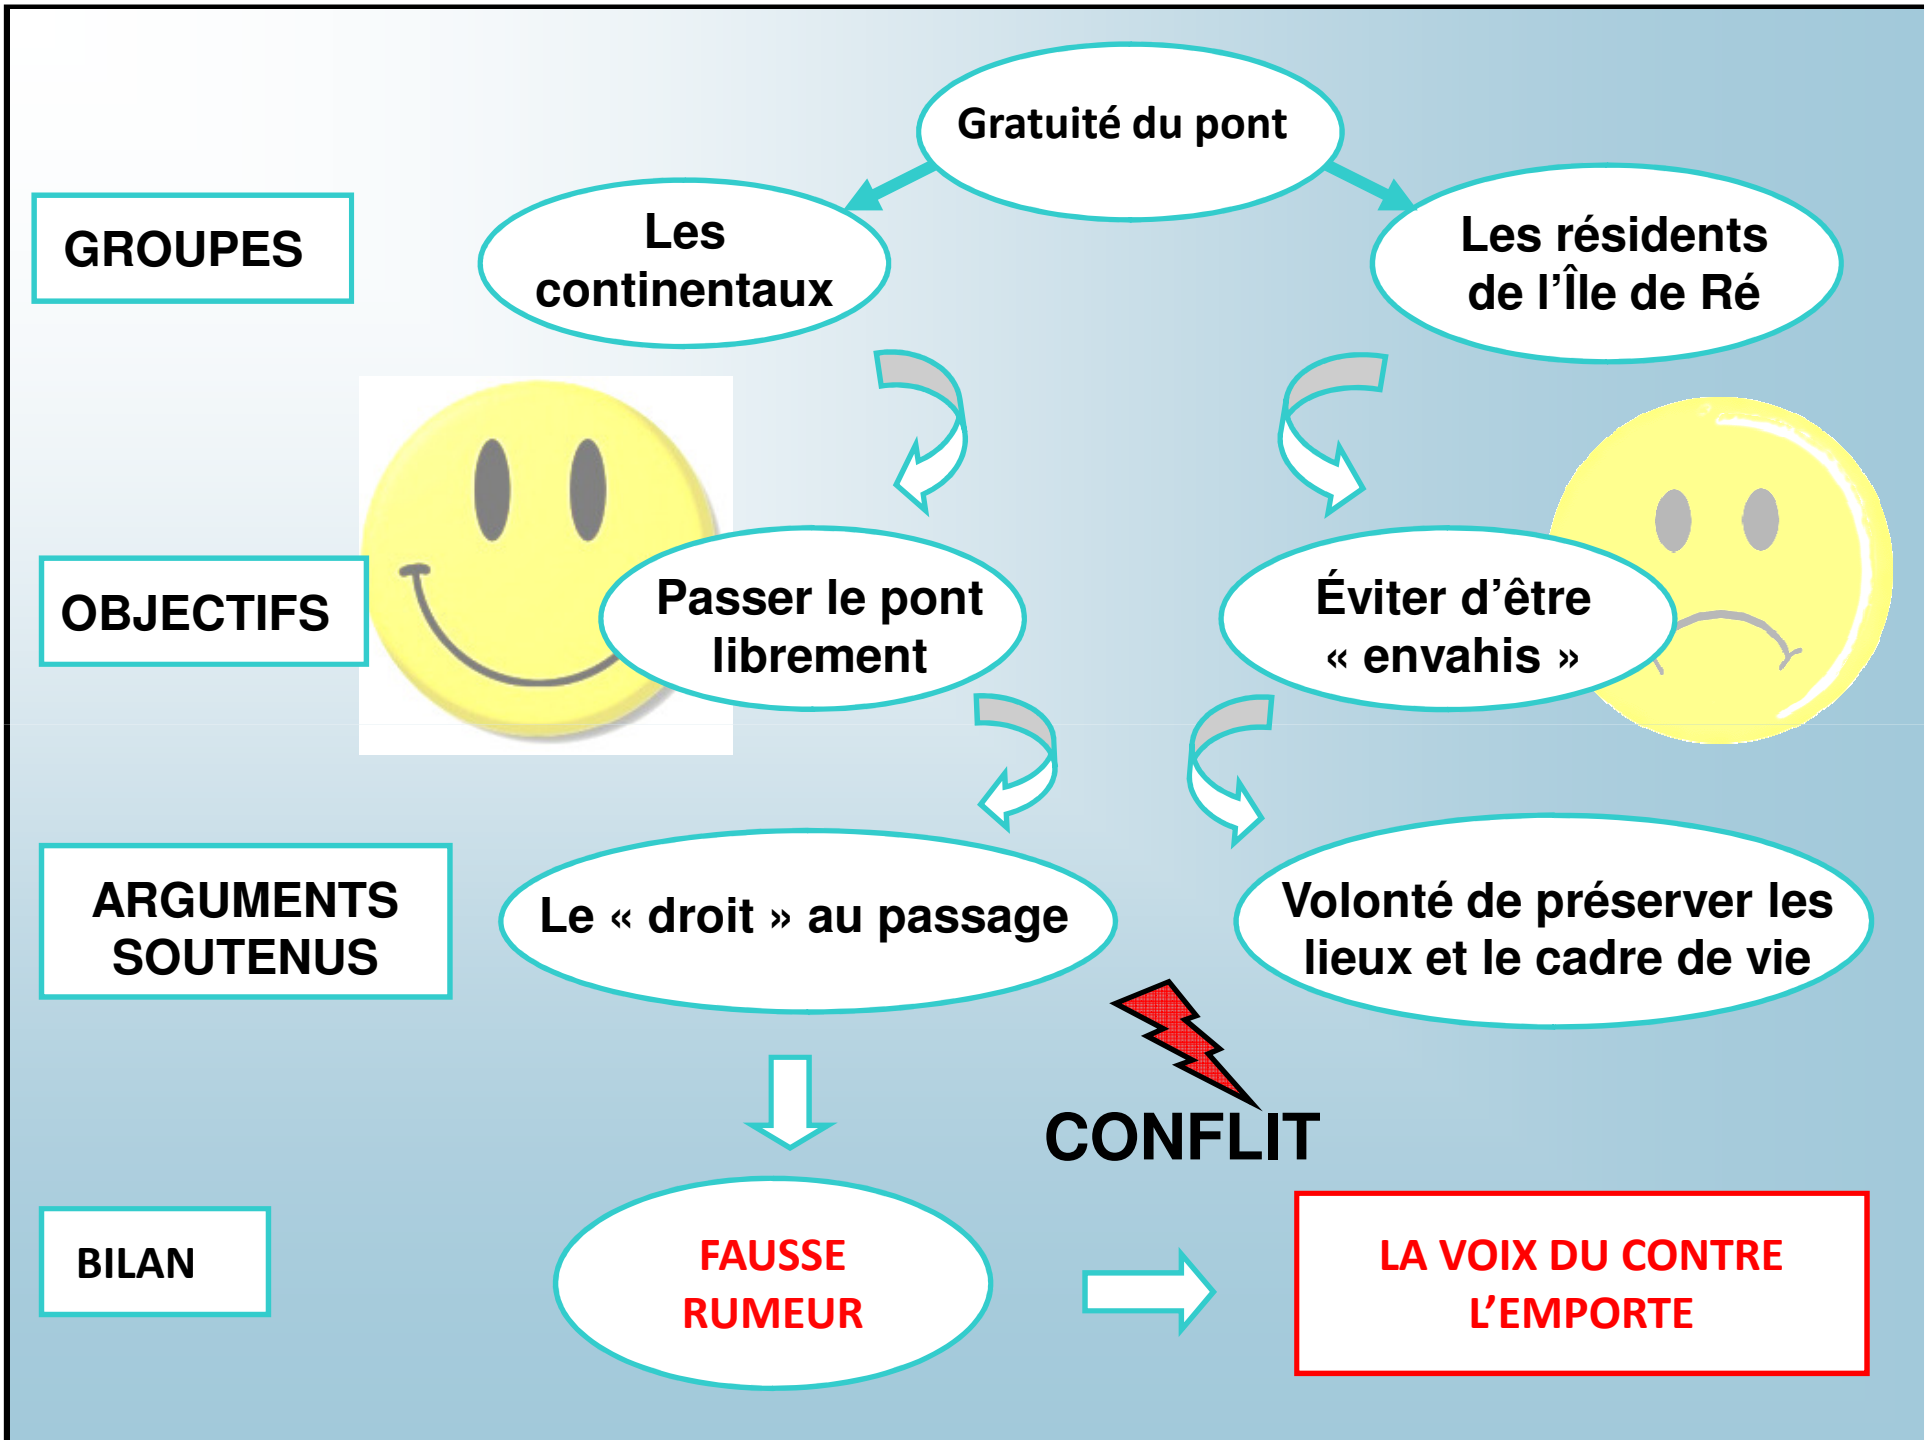 Gratuité du pont
GROUPES
Les
continentaux
Les résidents
de l’Île de Ré
OBJECTIFS
Passer le pont
librement
Éviter d’être
« envahis »
ARGUMENTS
SOUTENUS
Le « droit » au passage
Volonté de préserver les
lieux et le cadre de vie
CONFLIT
BILAN
FAUSSE
RUMEUR
LA VOIX DU CONTRE
L’EMPORTE